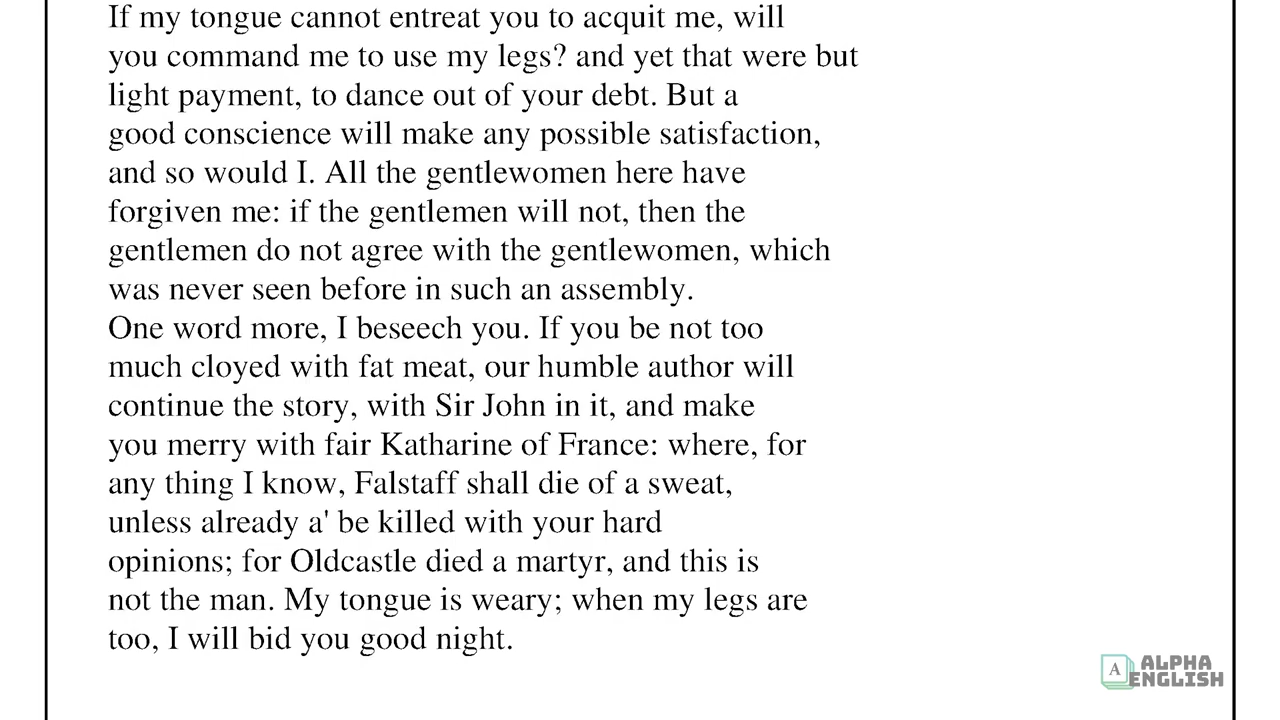 If my tongue cannot entreat you to acquit me, will
you command me to use my legs? and yet that were but
light payment, to dance out of your debt. But a
good conscience will make any possible satisfaction,
and so would I. All the gentlewomen here have
forgiven me: if the gentlemen will not, then the
gentlemen do not agree with the gentlewomen, which
was never seen before in such an assembly.
One word more, I beseech you. If you be not too
much cloyed with fat meat, our humble author will
continue the story, with Sir John in it, and make
you merry with fair Katharine of France: where, for
any thing I know, Falstaff shall die of a sweat,
unless already a' be killed with your hard
opinions; for Oldcastle died a martyr, and this is
not the man. My tongue is weary; when my legs are
too, I will bid you good night.
A
ALPHA
ENGLISH